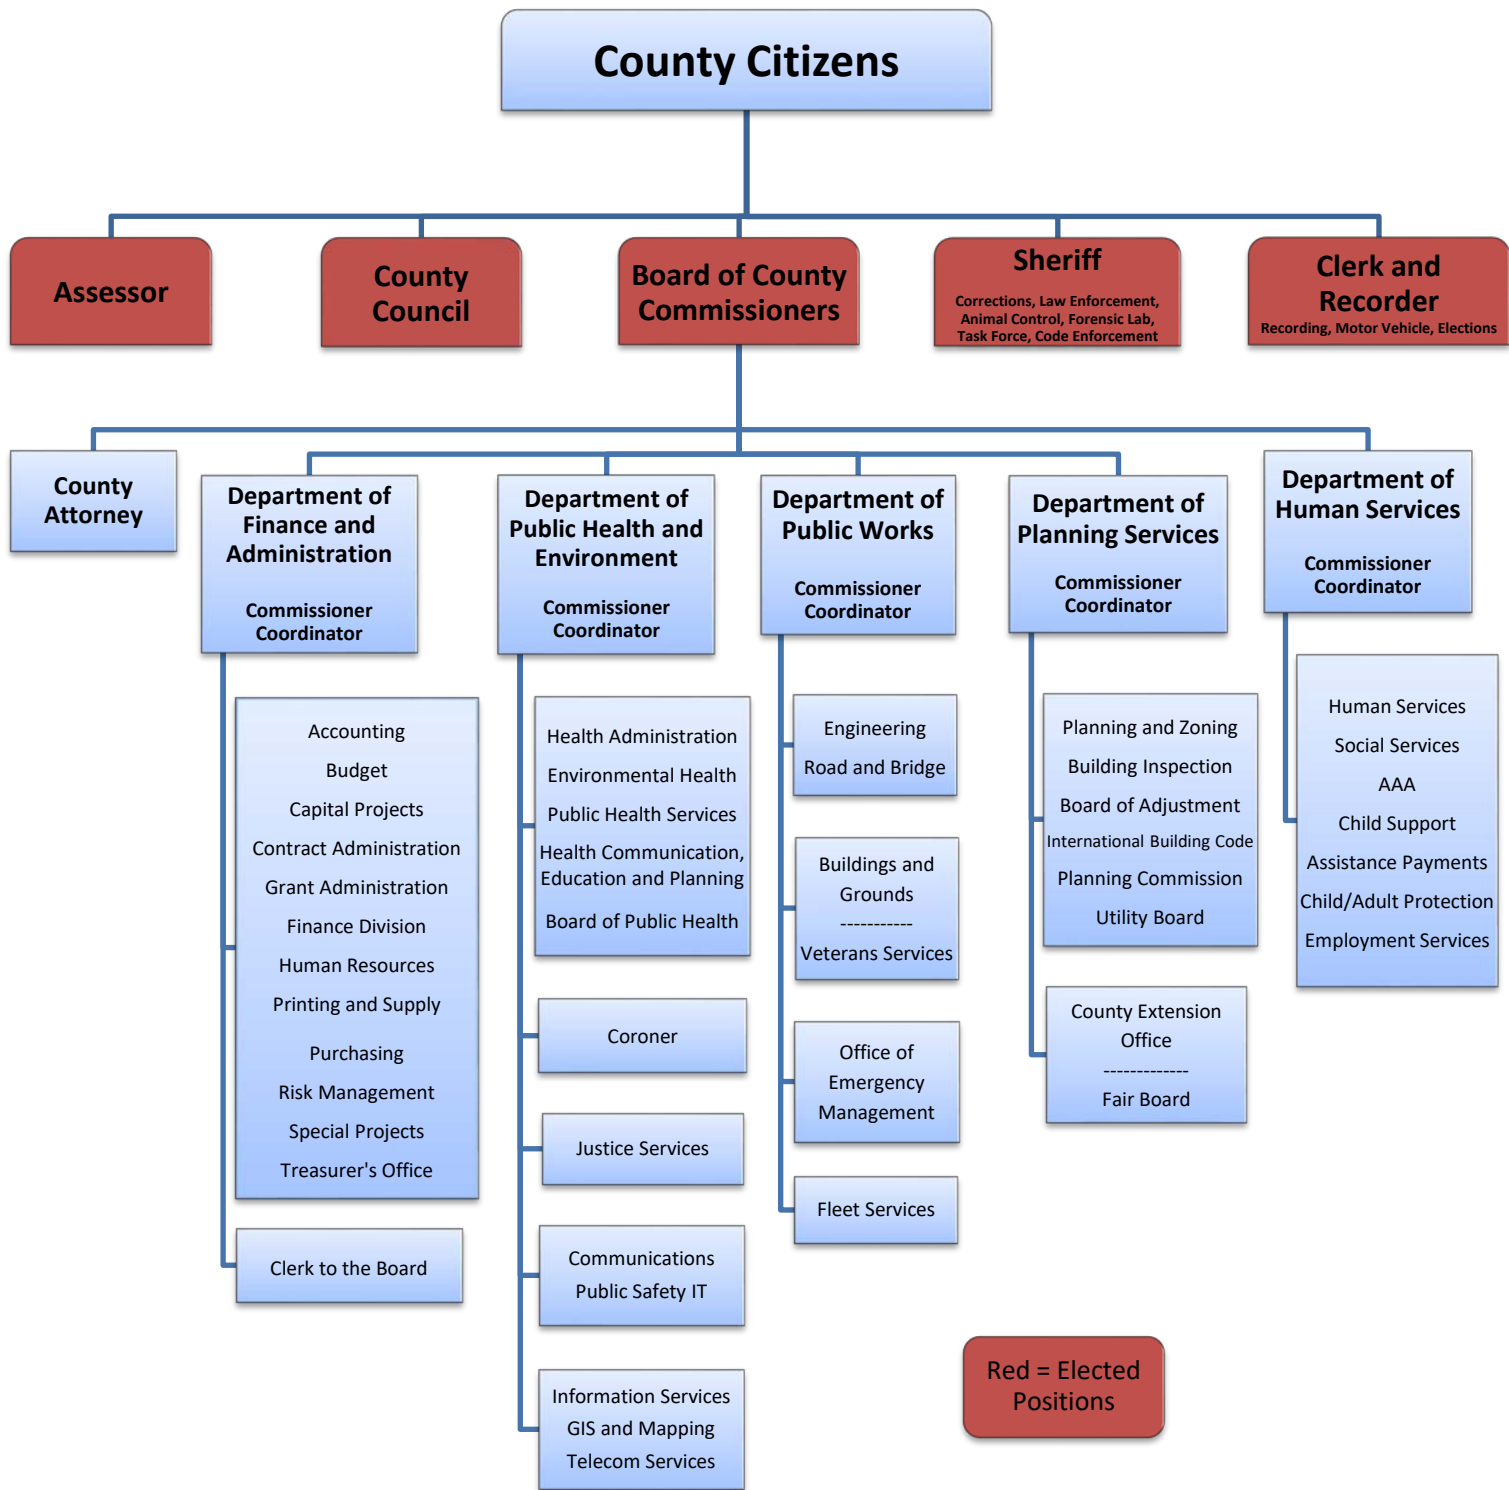 County Citizens
Assessor
County
Council
Board of County
Commissioners
Sheriff
Corrections, Law Enforcement,
Animal Control, Forensic Lab,
Task Force, Code Enforcement
Clerk and
Recorder
Recording, Motor Vehicle, Elections
County
Attorney
Department of
Finance and
Administration
Commissioner
Coordinator
Department of
Public Health and
Environment
Commissioner
Coordinator
Department of
Public Works
Commissioner
Coordinator
Department of
Planning Services
Commissioner
Coordinator
Department of
Human Services
Commissioner
Coordinator
Accounting
Budget
Capital Projects
Contract Administration
Grant Administration
Finance Division
Human Resources
Printing and Supply
Purchasing
Risk Management
Special Projects
Treasurer's Office
Clerk to the Board
Health Administration
Environmental Health
Public Health Services
Health Communication,
Education and Planning
Board of Public Health
Coroner
Justice Services
Communications
Public Safety IT
Information Services
GIS and Mapping
Telecom Services
Engineering
Road and Bridge
Buildings and
Grounds
-----------
Veterans Services
Office of
Emergency
Management
Fleet Services
Planning and Zoning
Building Inspection
Board of Adjustment
International Building Code
Planning Commission
Utility Board
County Extension
Office
-------------
Fair Board
Human Services
Social Services
AAA
Child Support
Assistance Payments
Child/Adult Protection
Employment Services
Red = Elected
Positions